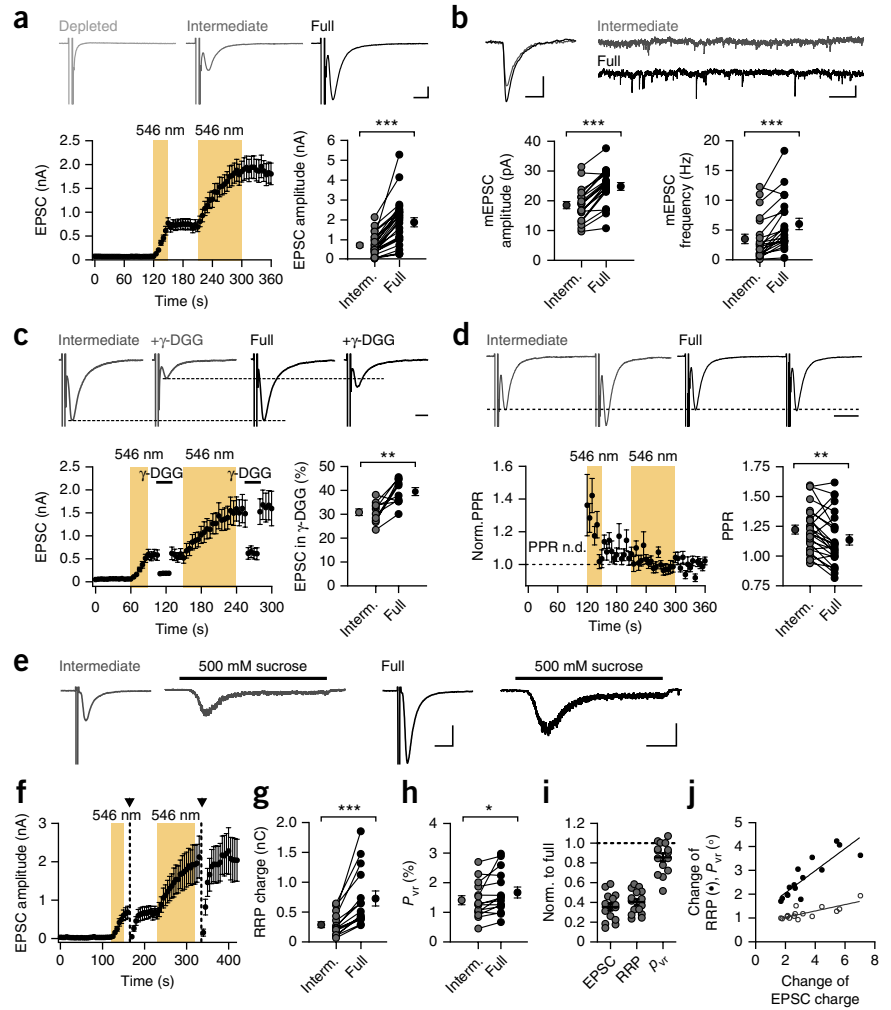 a
Depleted
Intermediate
Full
546 nm
546 nm
EPSC (nA)
2.5
2.0
1.5
1.0
0.5
0
0
60
120
180
240
300
360
Time (s)
***
EPSC amplitude (nA)
6
5
4
3
2
1
0
Interm.
Full
b
Intermediate
Full
***
mEPSC
amplitude (pA)
40
30
20
10
0
Interm.
Full
***
mEPSC
frequency (Hz)
20
15
10
5
0
Interm.
Full
c
Intermediate
+γ-DGG
Full
+γ-DGG
546 nm
546 nm
γ-DGG
γ-DGG
EPSC (nA)
2.5
2.0
1.5
1.0
0.5
0
0
60
120
180
240
300
Time (s)
**
EPSC in γ-DGG (%)
50
40
30
20
10
0
Interm.
Full
d
Intermediate
Full
546 nm
546 nm
Norm.PPR
1.6
1.4
1.2
1.0
PPR n.d.
0
60
120
180
240
300
360
Time (s)
**
PPR
1.75
1.50
1.25
1.00
0.75
Interm.
Full
e
Intermediate
500 mM sucrose
Full
500 mM sucrose
f
546 nm
546 nm
EPSC amplitude (nA)
3
2
1
0
0
100
200
300
400
Time (s)
g
***
RRP charge (nC)
2.0
1.5
1.0
0.5
0
Interm.
Full
h
*
Pvr (%)
4
3
2
1
0
Interm.
Full
i
Norm. to full
1.2
1.0
0.8
0.6
0.4
0.2
0
EPSC
RRP
pvr
j
Change of
RRP (•), Pvr (○)
5
4
3
2
1
0
0
2
4
6
8
Change of
EPSC charge